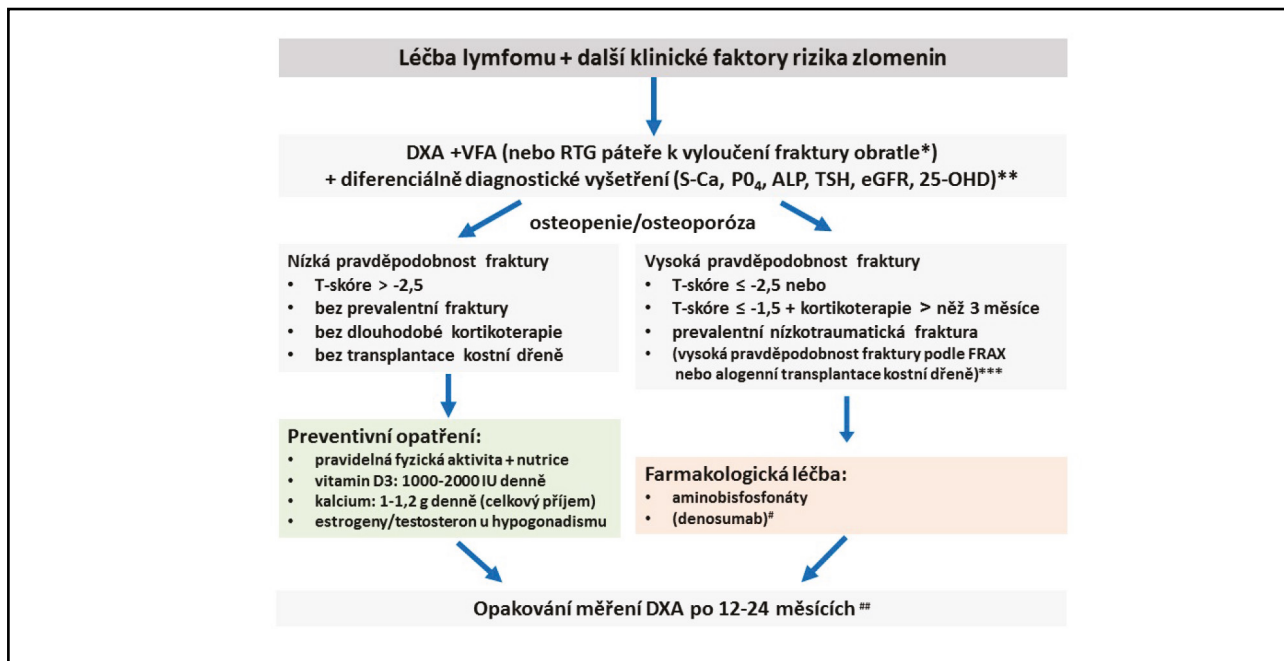 Léčba lymfomu + další klinické faktory rizika zlomenin
DXA +VFA (nebo RTG páteře k vyloučení fraktury obratle*)
+ diferenciálně diagnostické vyšetření (S-Ca, P0₄, ALP, TSH, eGFR, 25-OHD)**
osteopenie/osteoporóza
Nízká pravděpodobnost fraktury
• T-skóre > -2,5
• bez prevalentní fraktury
• bez dlouhodobé kortikoterapie
• bez transplantace kostní dřeně
Vysoká pravděpodobnost fraktury
• T-skóre ≤ -2,5 nebo
• T-skóre ≤ -1,5 + kortikoterapie > něž 3 měsíce
• prevalentní nízkotraumatická fraktura
• (vysoká pravděpodobnost fraktury podle FRAX
nebo alogenní transplantace kostní dřeně)***
Preventivní opatření:
• pravidelná fyzická aktivita + nutrice
• vitamin D3: 1000-2000 IU denně
• kalcium: 1-1,2 g denně (celkový příjem)
• estrogeny/testosteron u hypogonadismu
Farmakologická léčba:
• aminobisfosfonáty
• (denosumab)#
Opakování měření DXA po 12-24 měsících ##